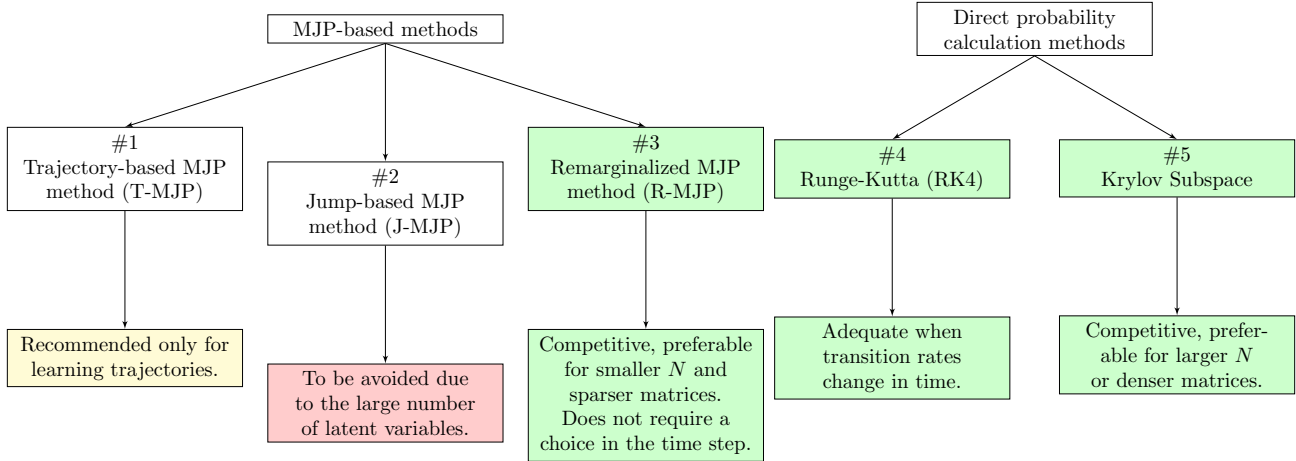 MJP-based methods
Direct probability
calculation methods
#1
Trajectory-based MJP
method (T-MJP)
#2
Jump-based MJP
method (J-MJP)
#3
Remarginalized MJP
method (R-MJP)
#4
Runge-Kutta (RK4)
#5
Krylov Subspace
Recommended only for
learning trajectories.
To be avoided due
to the large number
of latent variables.
Competitive, preferable
for smaller N and
sparser matrices.
Does not require a
choice in the time step.
Adequate when
transition rates
change in time.
Competitive, prefer-
able for larger N
or denser matrices.